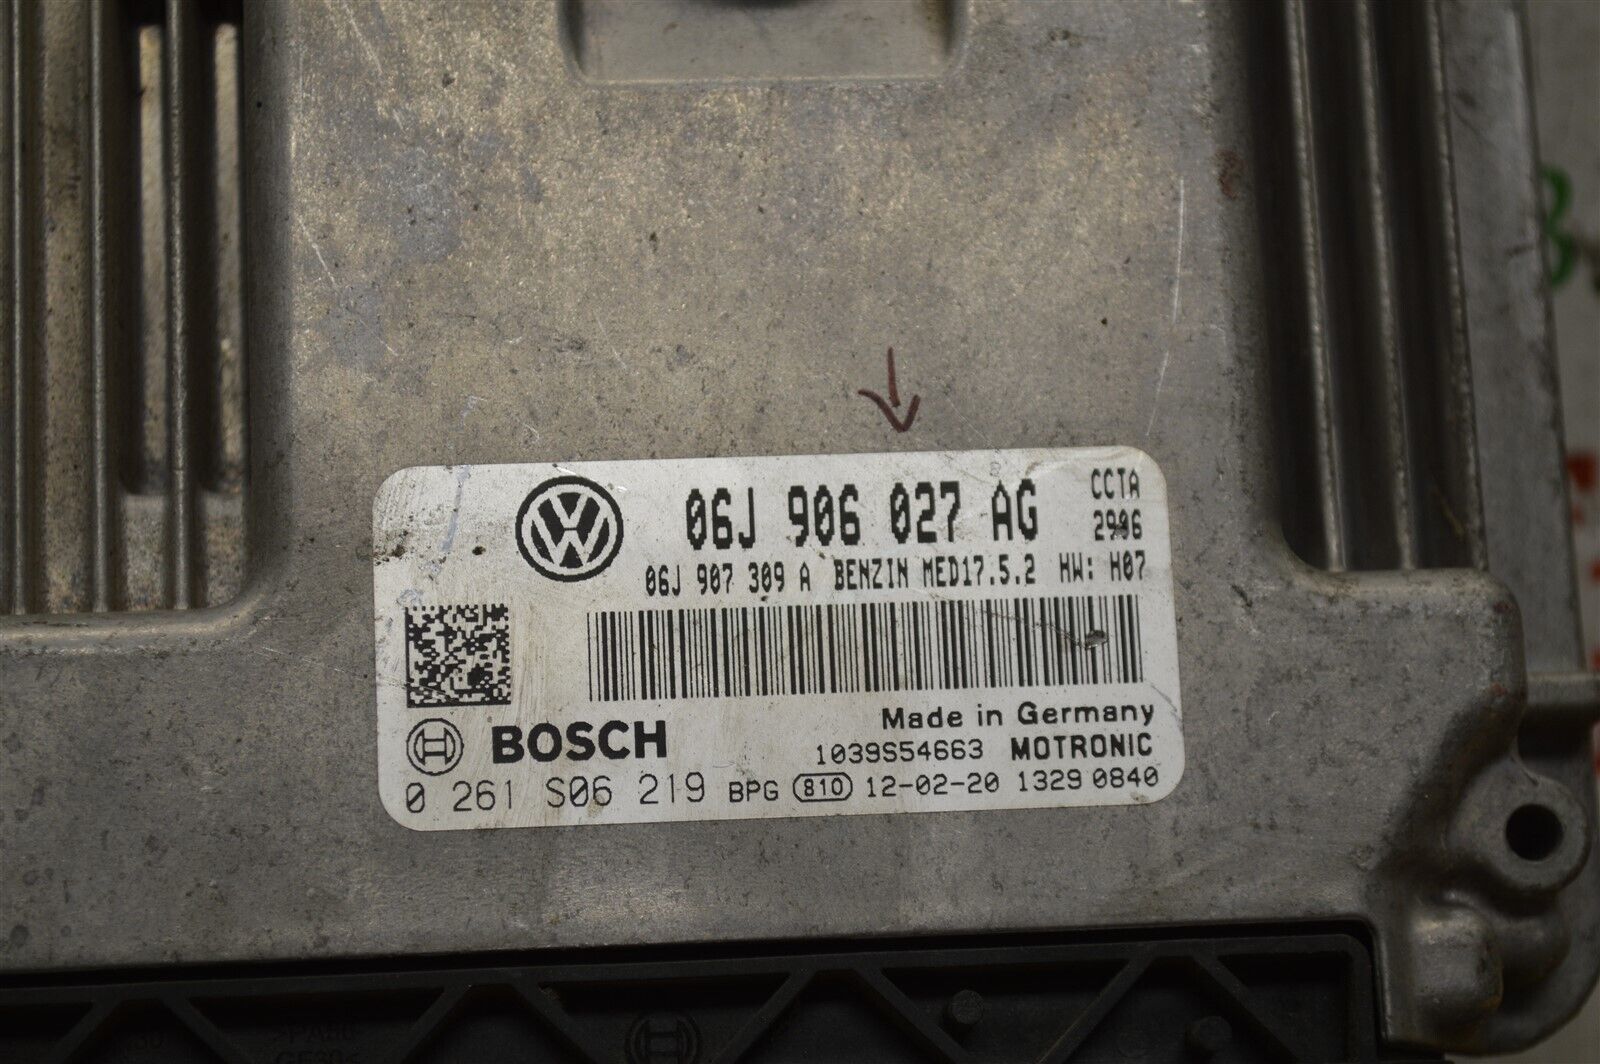 06J 906 027 AG CCTA
2906
06J 907 309 A BENZIN MED17.5.2 HW: H07
Made in Germany
BOSCH 1039S54663 MOTRONIC
0 261 S06 219 BPG 810 12-02-20 1329 0840